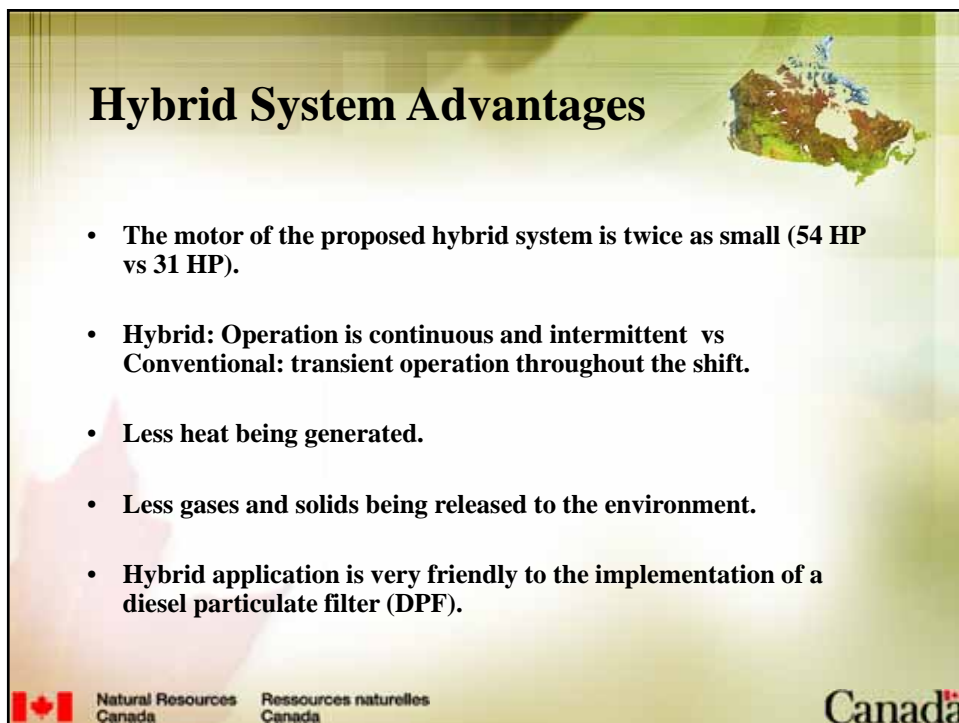 Hybrid System Advantages
• The motor of the proposed hybrid system is twice as small (54 HP
vs 31 HP).
• Hybrid: Operation is continuous and intermittent vs
Conventional: transient operation throughout the shift.
• Less heat being generated.
• Less gases and solids being released to the environment.
• Hybrid application is very friendly to the implementation of a
diesel particulate filter (DPF).
Natural Resources Ressources naturelles
Canada Canada
Canada